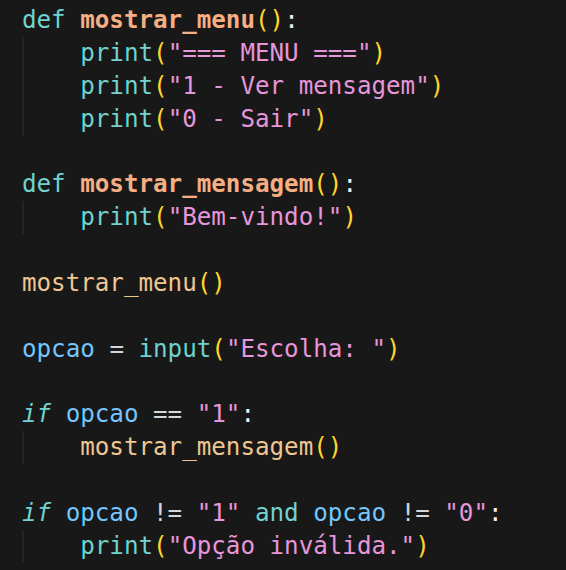 def mostrar_menu():
    print("=== MENU ===")
    print("1 - Ver mensagem")
    print("0 - Sair")
def mostrar_mensagem():
    print("Bem-vindo!")
mostrar_menu()
opcao = input("Escolha: ")
if opcao == "1":
    mostrar_mensagem()
if opcao != "1" and opcao != "0":
    print("Opção inválida.")